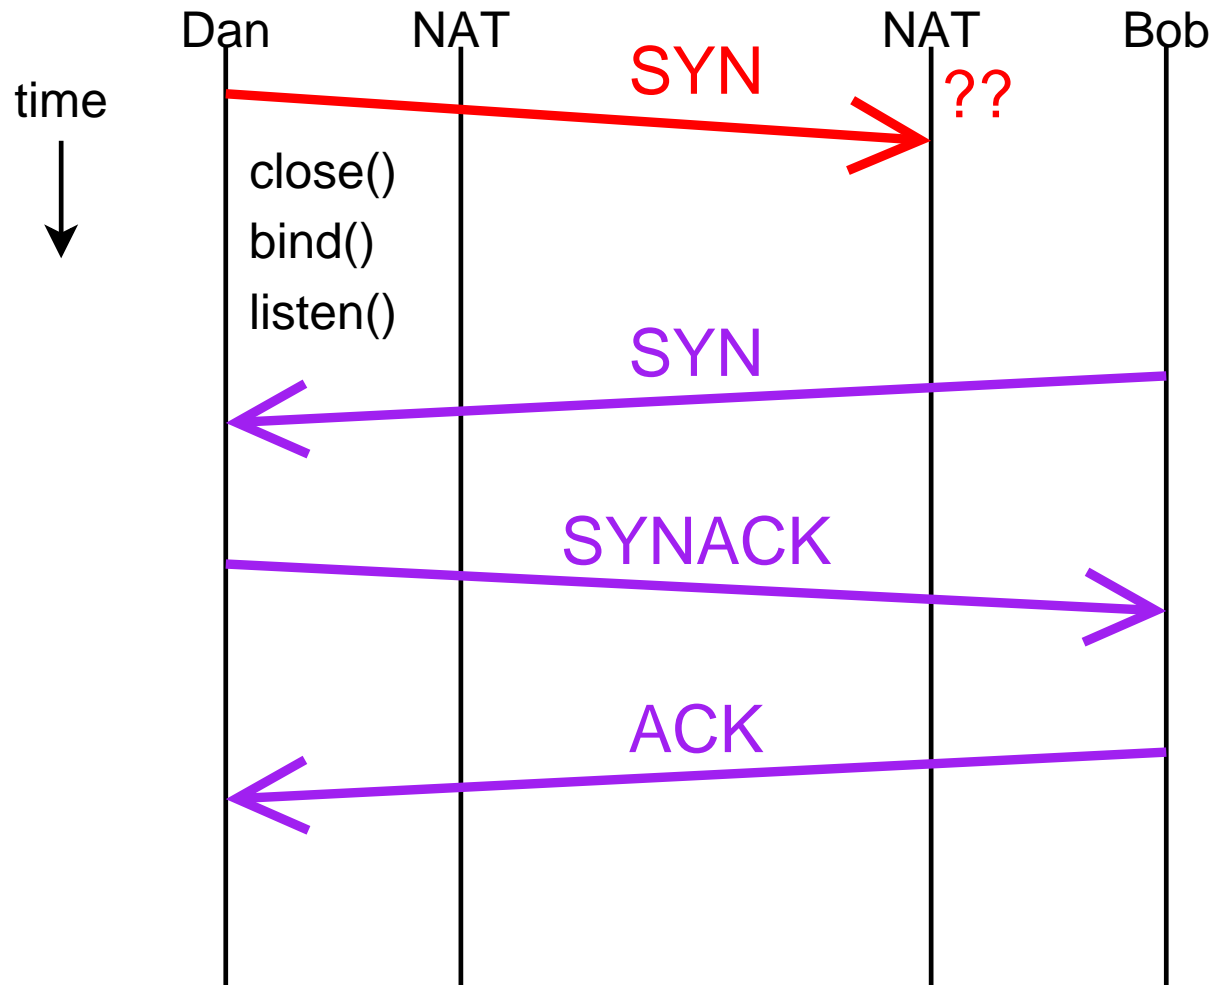 Dan NAT NAT Bob
SYN
??
time
close()
bind()
listen()
SYN
SYNACK
ACK